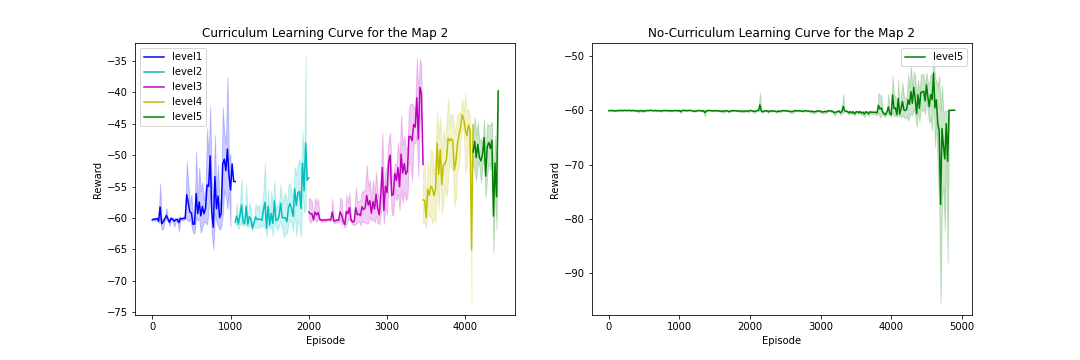 Curriculum Learning Curve for the Map 2
level1
level2
level3
level4
level5
−35
−40
−45
−50
−55
−60
−65
−70
−75
Reward
0
1000
2000
3000
4000
Episode
No-Curriculum Learning Curve for the Map 2
level5
−50
−60
−70
−80
−90
Reward
0
1000
2000
3000
4000
5000
Episode